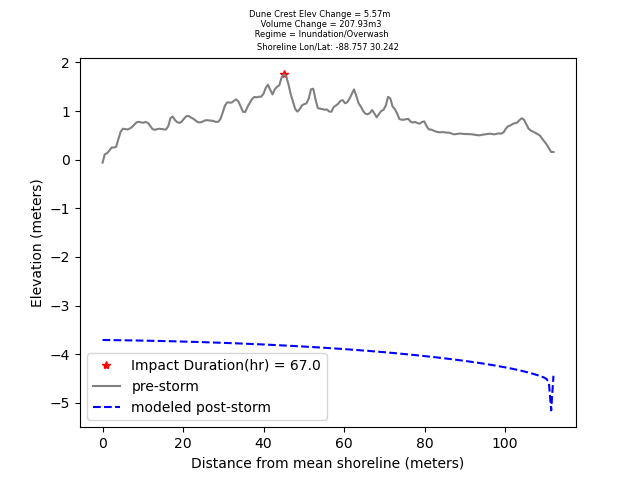 Dune Crest Elev Change = 5.57m
Volume Change = 207.93m3
Regime = Inundation/Overwash
Shoreline Lon/Lat: -88.757 30.242
2
1
0
−1
−2
−3
−4
−5
Elevation (meters)
Impact Duration(hr) = 67.0
pre-storm
modeled post-storm
0 20 40 60 80 100
Distance from mean shoreline (meters)